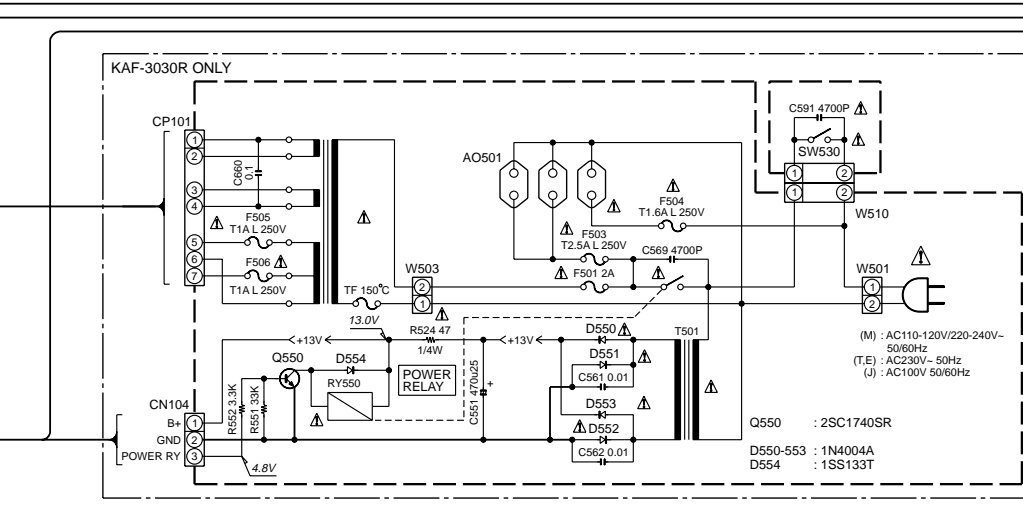 KAF-3030R ONLY
CP101
1
2
3
4
5
6
7
C660
0.1
F505
T1A L 250V
F506
T1A L 250V
TF 150°C
W503
2
1
AO501
F504
T1.6A L 250V
F503
T2.5A L 250V
C569 4700P
F501 2A
C591 4700P
SW530
1
2
1
2
W510
W501
1
2
(M) : AC110-120V/220-240V~
50/60Hz
(T,E) : AC230V~ 50Hz
(J) : AC100V 50/60Hz
13.0V
+13V
R524 47
1/4W
+13V
D550
T501
D551
C561 0.01
D553
D552
C562 0.01
Q550
D554
RY550
POWER
RELAY
C551 470u25
+
R552 3.3K
R551 33K
CN104
B+
1
GND
2
POWER RY
3
4.8V
Q550 : 2SC1740SR
D550-553 : 1N4004A
D554 : 1SS133T